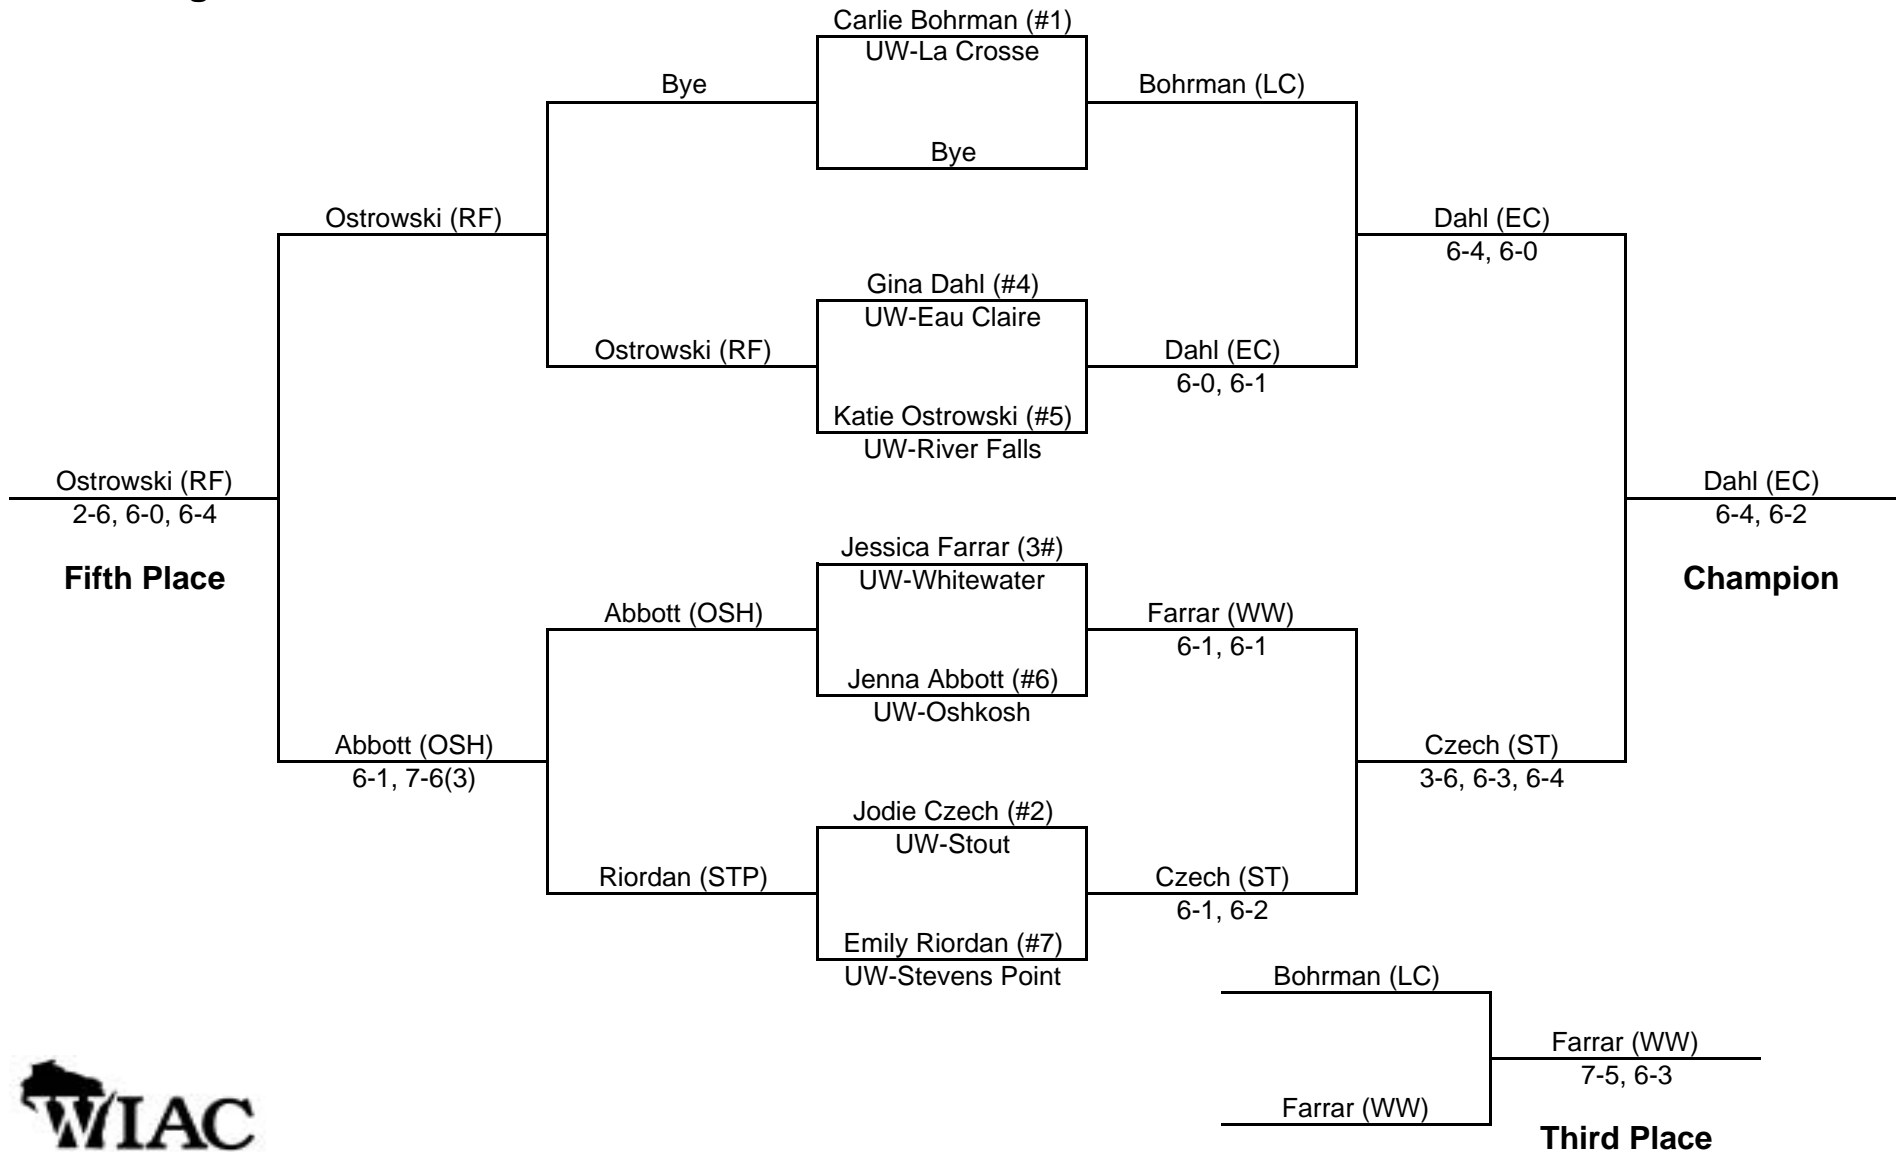 Carlie Bohrman (#1)
UW-La Crosse
Bye
Bohrman (LC)
Bye
Ostrowski (RF)
Dahl (EC)
6-4, 6-0
Gina Dahl (#4)
UW-Eau Claire
Ostrowski (RF)
Dahl (EC)
6-0, 6-1
Katie Ostrowski (#5)
UW-River Falls
Ostrowski (RF)
2-6, 6-0, 6-4
Fifth Place
Dahl (EC)
6-4, 6-2
Champion
Jessica Farrar (3#)
UW-Whitewater
Abbott (OSH)
Farrar (WW)
6-1, 6-1
Jenna Abbott (#6)
UW-Oshkosh
Abbott (OSH)
6-1, 7-6(3)
Czech (ST)
3-6, 6-3, 6-4
Jodie Czech (#2)
UW-Stout
Riordan (STP)
Czech (ST)
6-1, 6-2
Emily Riordan (#7)
UW-Stevens Point
Bohrman (LC)
Farrar (WW)
7-5, 6-3
Farrar (WW)
Third Place
WIAC